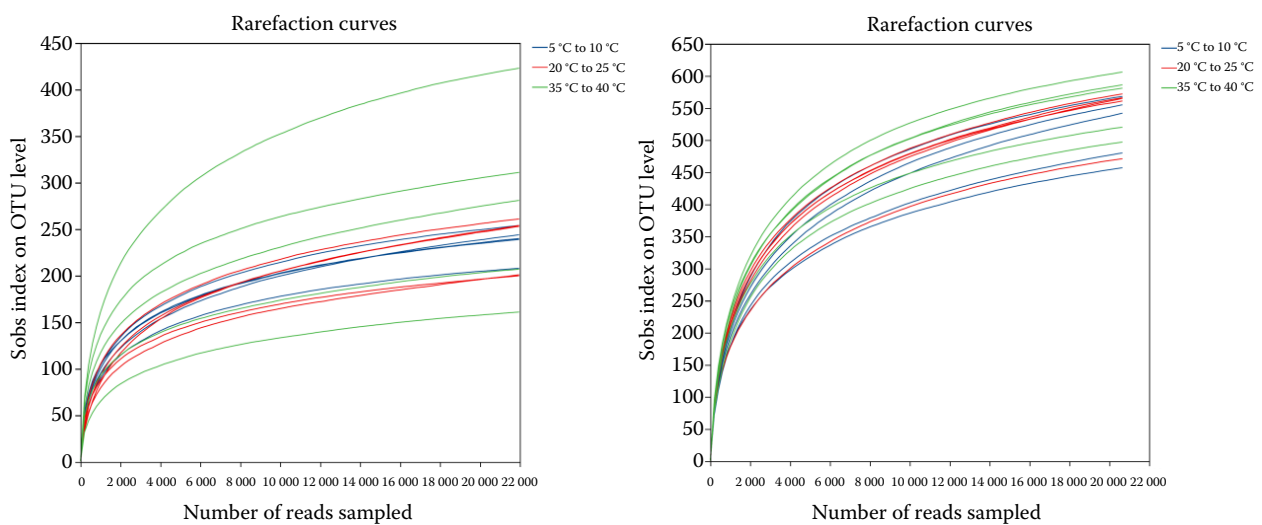 Rarefaction curves
450
400
350
300
250
200
150
100
50
0
Sobs index on OTU level
0 2 000 4 000 6 000 8 000 10 000 12 000 14 000 16 000 18 000 20 000 22 000
Number of reads sampled
5 °C to 10 °C
20 °C to 25 °C
35 °C to 40 °C
Rarefaction curves
650
600
550
500
450
400
350
300
250
200
150
100
50
0
Sobs index on OTU level
0 2 000 4 000 6 000 8 000 10 000 12 000 14 000 16 000 18 000 20 000 22 000
Number of reads sampled
5 °C to 10 °C
20 °C to 25 °C
35 °C to 40 °C